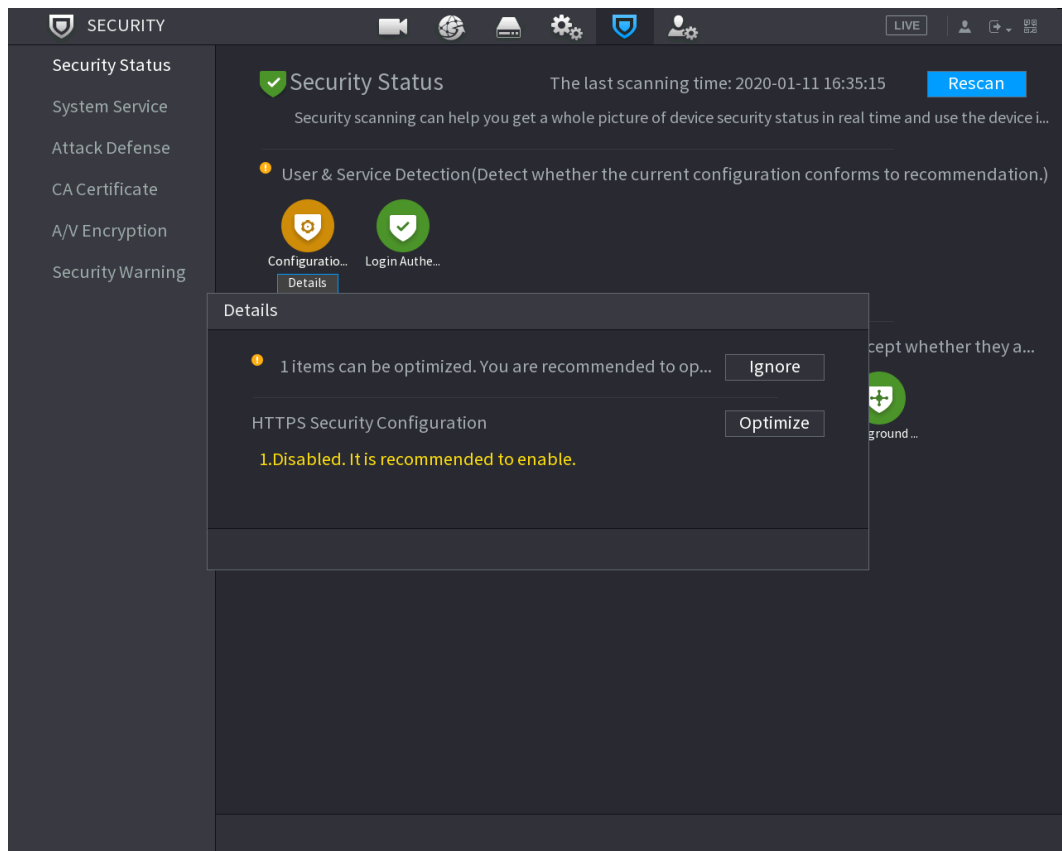 SECURITY
LIVE
Security Status
System Service
Attack Defense
CA Certificate
A/V Encryption
Security Warning
Security Status
The last scanning time: 2020-01-11 16:35:15
Rescan
Security scanning can help you get a whole picture of device security status in real time and use the device i...
User & Service Detection(Detect whether the current configuration conforms to recommendation.)
Configuratio...
Login Authe...
Details
cept whether they a...
ground ...
Details
1 items can be optimized. You are recommended to op...
Ignore
HTTPS Security Configuration
Optimize
1.Disabled. It is recommended to enable.